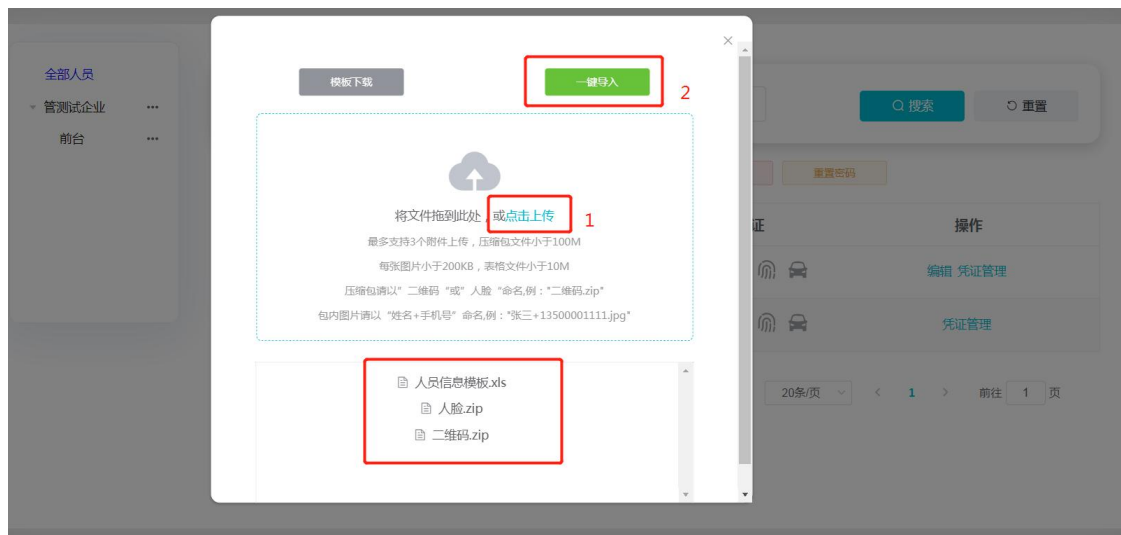 全部人员
管测试企业 •••
前台 •••
模板下载
一键导入
2
搜索
重置
重置密码
将文件拖到此处，或点击上传
1
最多支持3个附件上传，压缩包文件小于100M
每张图片小于200KB，表格文件小于10M
压缩包请以” 二维码 “或” 人脸 “命名,例："二维码.zip"
包内图片请以 “姓名+手机号” 命名,例："张三+13500001111.jpg"
证
操作
编辑 凭证管理
凭证管理
人员信息模板.xls
人脸.zip
二维码.zip
20条/页
1
前往 1 页